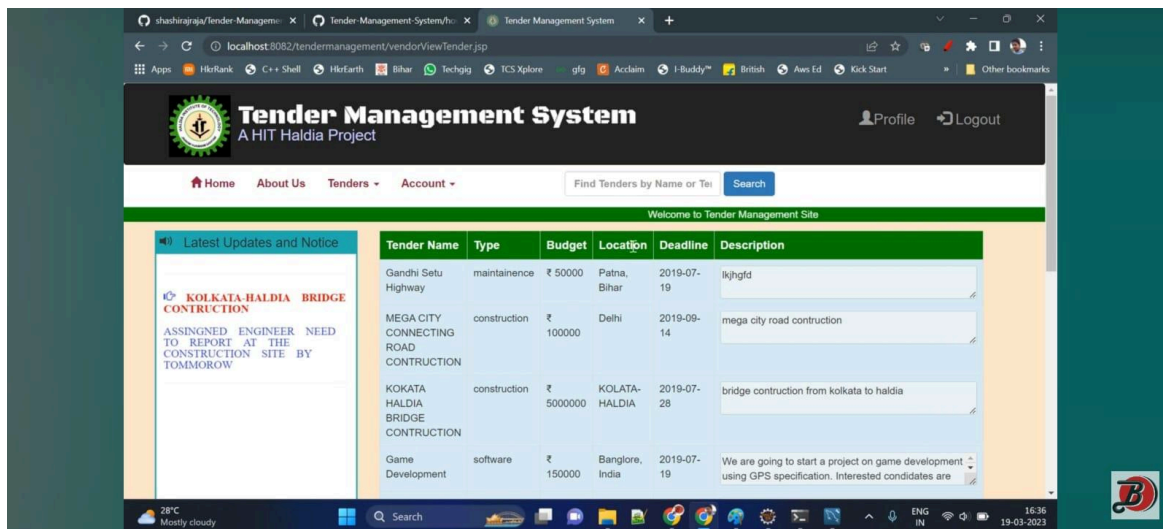 shashirajraja/Tender-Manageme
Tender-Management-System/ho
Tender Management System
localhost:8082/tendermanagement/vendorViewTender.jsp
Apps HkrRank C++ Shell HkrEarth Bihar Techgig TCS Xplore gfg Acclaim I-Buddy™ British Aws Ed Kick Start » Other bookmarks
Tender Management System
A HIT Haldia Project
Profile Logout
Home About Us Tenders Account Find Tenders by Name or Te Search
Welcome to Tender Management Site
Latest Updates and Notice
KOLKATA-HALDIA BRIDGE
CONTRUCTION
ASSINGNED ENGINEER NEED
TO REPORT AT THE
CONSTRUCTION SITE BY
TOMMOROW
Tender Name Type Budget Location Deadline Description
Gandhi Setu maintainence ₹ 50000 Patna, 2019-07- lkjhgfd
Highway Bihar 19
MEGA CITY construction ₹ Delhi 2019-09- mega city road contruction
CONNECTING 100000 14
ROAD
CONTRUCTION
KOKATA construction ₹ KOLATA- 2019-07- bridge contruction from kolkata to haldia
HALDIA 5000000 HALDIA 28
BRIDGE
CONTRUCTION
Game software ₹ Banglore, 2019-07- We are going to start a project on game development
Development 150000 India 19 using GPS specification. Interested condidates are
28°C
Mostly cloudy
Search
ENG
IN
16:36
19-03-2023
B